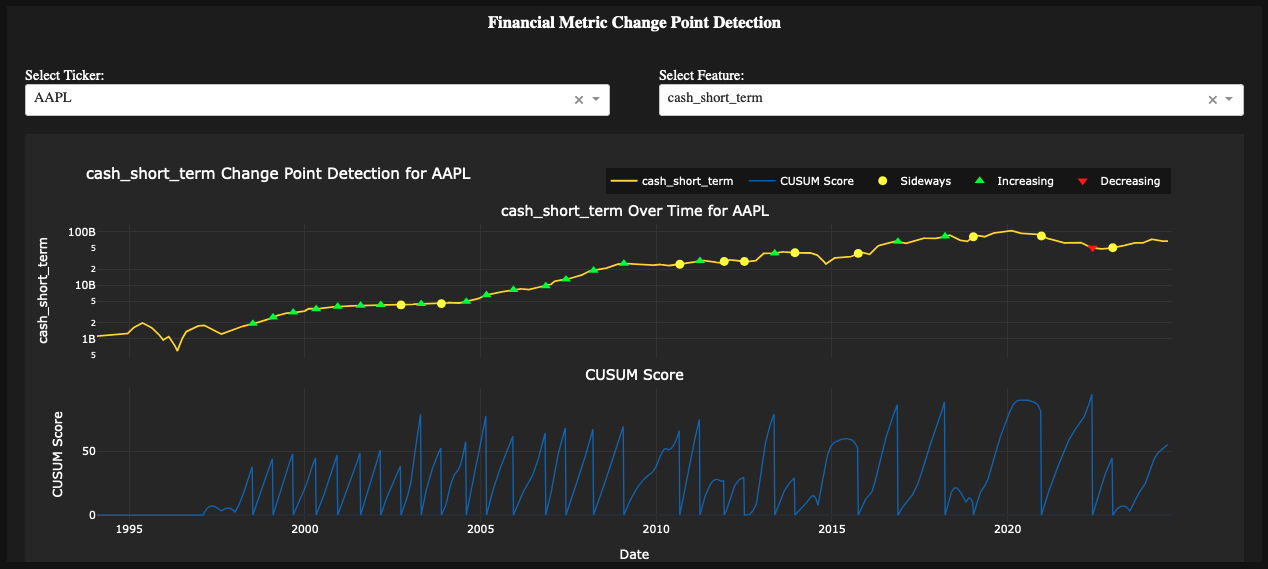 Financial Metric Change Point Detection
Select Ticker:
Select Feature:
AAPL
cash_short_term
cash_short_term Change Point Detection for AAPL
cash_short_term CUSUM Score Sideways Increasing Decreasing
cash_short_term Over Time for AAPL
cash_short_term
100B
5
2
10B
5
2
1B
5
CUSUM Score
CUSUM Score
50
0
1995 2000 2005 2010 2015 2020
Date